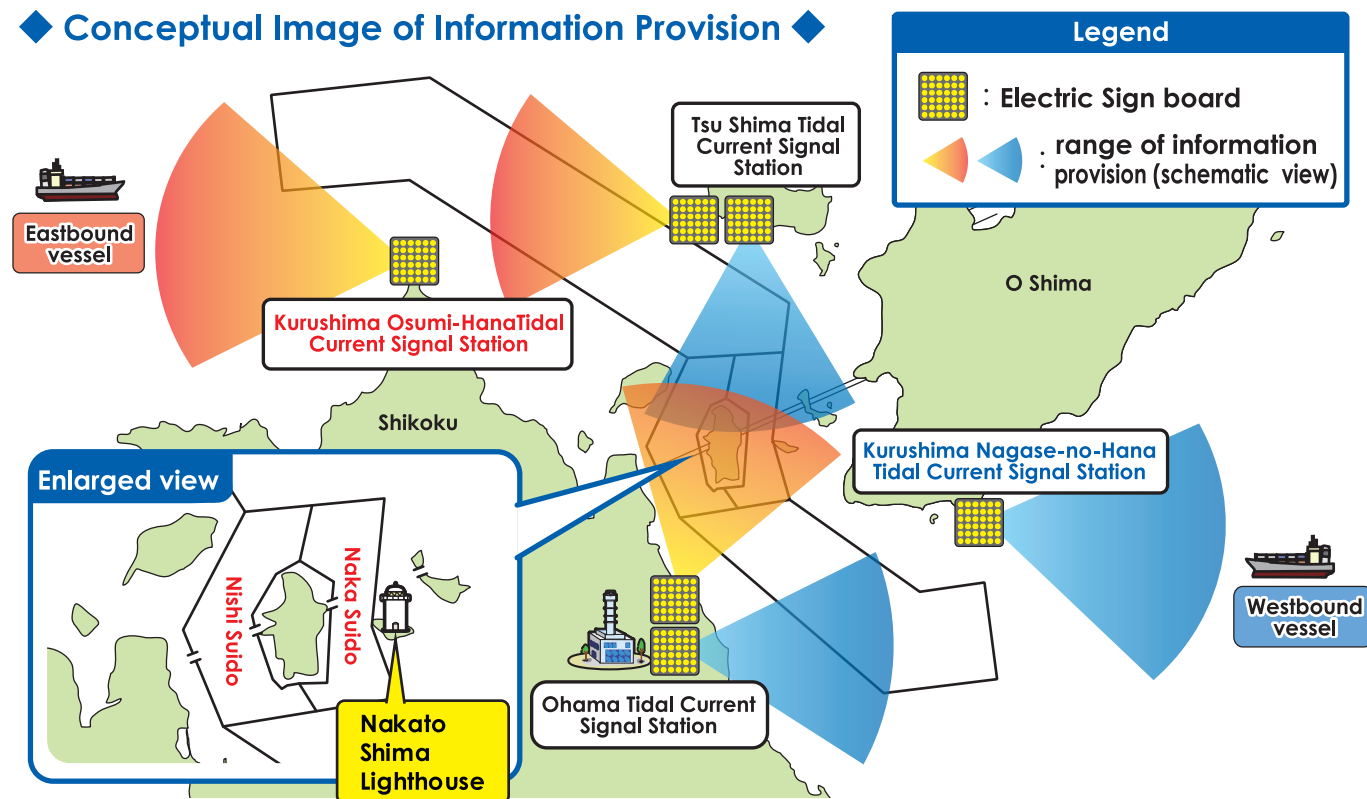 ◆ Conceptual Image of Information Provision ◆
Legend
: Electric Sign board
: range of information
provision (schematic view)
Tsu Shima Tidal
Current Signal
Station
Eastbound
vessel
O Shima
Kurushima Osumi-HanaTidal
Current Signal Station
Shikoku
Kurushima Nagase-no-Hana
Tidal Current Signal Station
Enlarged view
Nishi Suido
Naka Suido
Westbound
vessel
Ohama Tidal Current
Signal Station
Nakato
Shima
Lighthouse